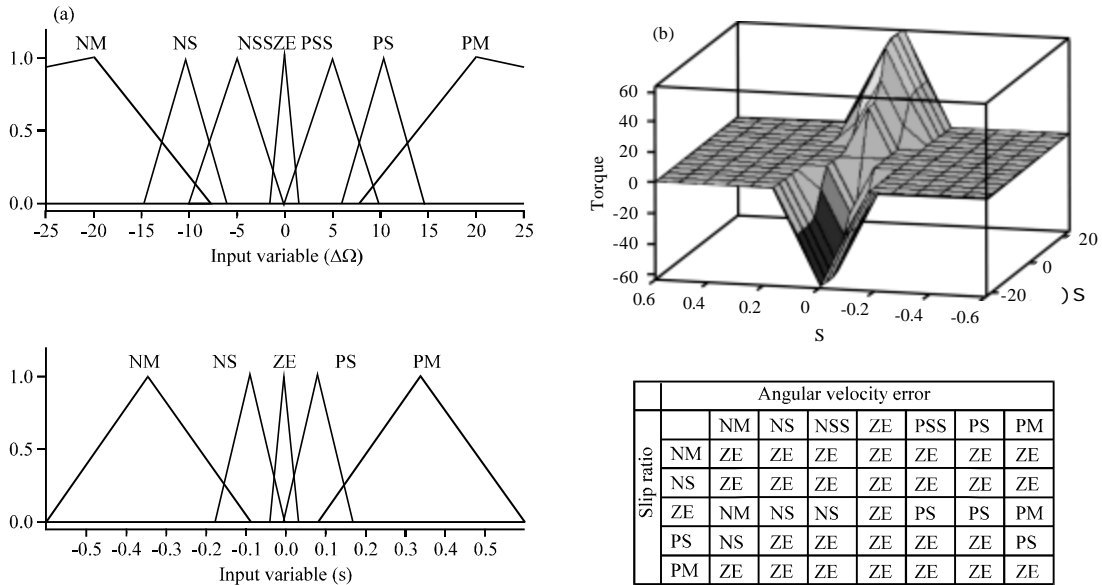 (a)
NM NS NSS ZE PSS PS PM
1.0
0.5
0.0
-25 -20 -15 -10 -5 0 5 10 15 20 25
Input variable (ΔΩ)
NM NS ZE PS PM
1.0
0.5
0.0
-0.5 -0.4 -0.3 -0.2 -0.1 0.0 0.1 0.2 0.3 0.4 0.5
Input variable (s)
(b)
Torque
60
40
20
0
-20
-40
-60
0.6 0.4 0.2 0 -0.2 -0.4 -0.6
S
20
0
-20
) S
Angular velocity error
Slip ratio
NM NS NSS ZE PSS PS PM
NM ZE ZE ZE ZE ZE ZE ZE
NS ZE ZE ZE ZE ZE ZE ZE
ZE NM NS NS ZE PS PS PM
PS NS ZE ZE ZE ZE ZE PS
PM ZE ZE ZE ZE ZE ZE ZE